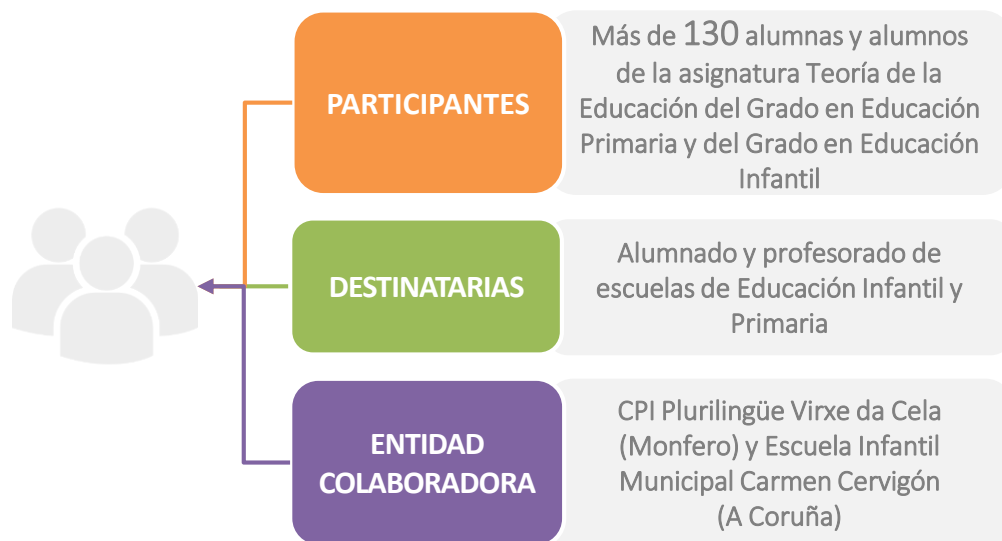 PARTICIPANTES
Más de 130 alumnas y alumnos
de la asignatura Teoría de la
Educación del Grado en Educación
Primaria y del Grado en Educación
Infantil
DESTINATARIAS
Alumnado y profesorado de
escuelas de Educación Infantil y
Primaria
ENTIDAD
COLABORADORA
CPI Plurilingüe Virxe da Cela
(Monfero) y Escuela Infantil
Municipal Carmen Cervigón
(A Coruña)